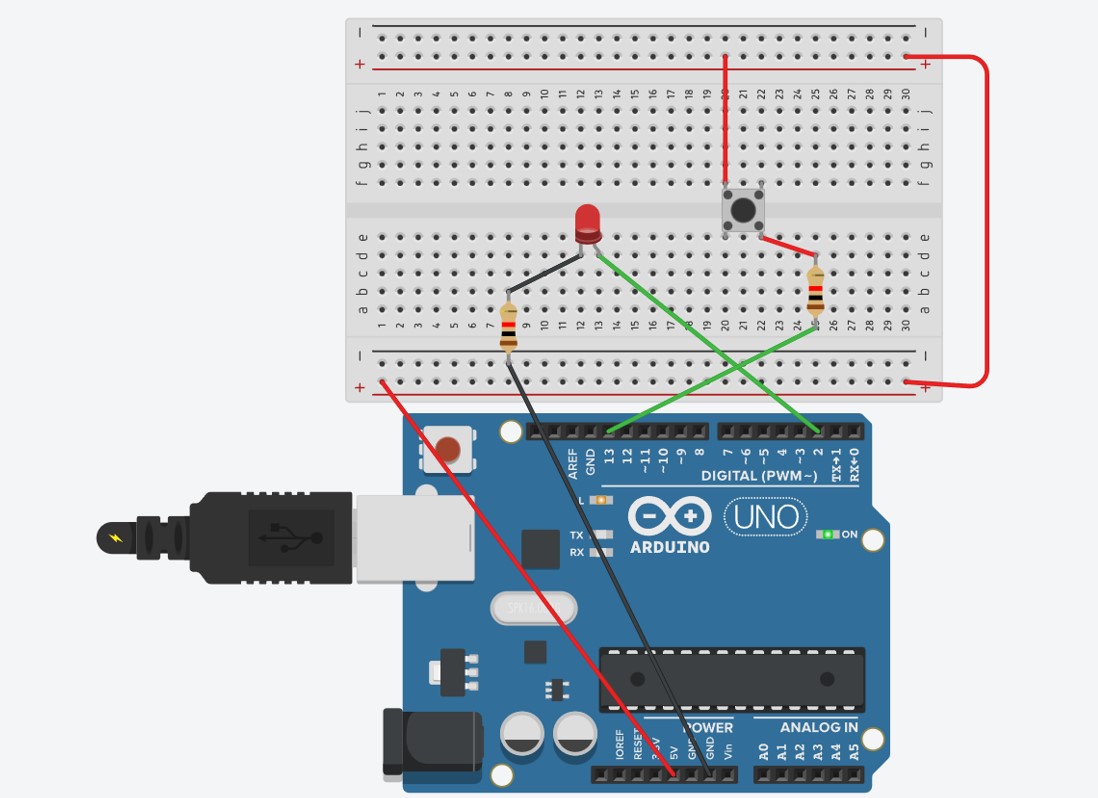 − −
+ +
1 2 3 4 5 6 7 8 9 10 11 12 13 14 15 16 17 18 19 20 21 22 23 24 25 26 27 28 29 30
j j
i i
h h
g g
f f
e e
d d
c c
b b
a a
1 2 3 4 5 6 7 8 9 10 11 12 13 14 15 16 17 18 19 20 21 22 23 24 25 26 27 28 29 30
− −
+ +
AREF GND 13 12 ~11 ~10 ~9 8 7 ~6 ~5 4 ~3 2 TX→1 RX←0
DIGITAL (PWM~)
L
TX
RX
ARDUINO
UNO
ON
POWER ANALOG IN
IOREF RESET 3.3V 5V GND GND Vin A0 A1 A2 A3 A4 A5